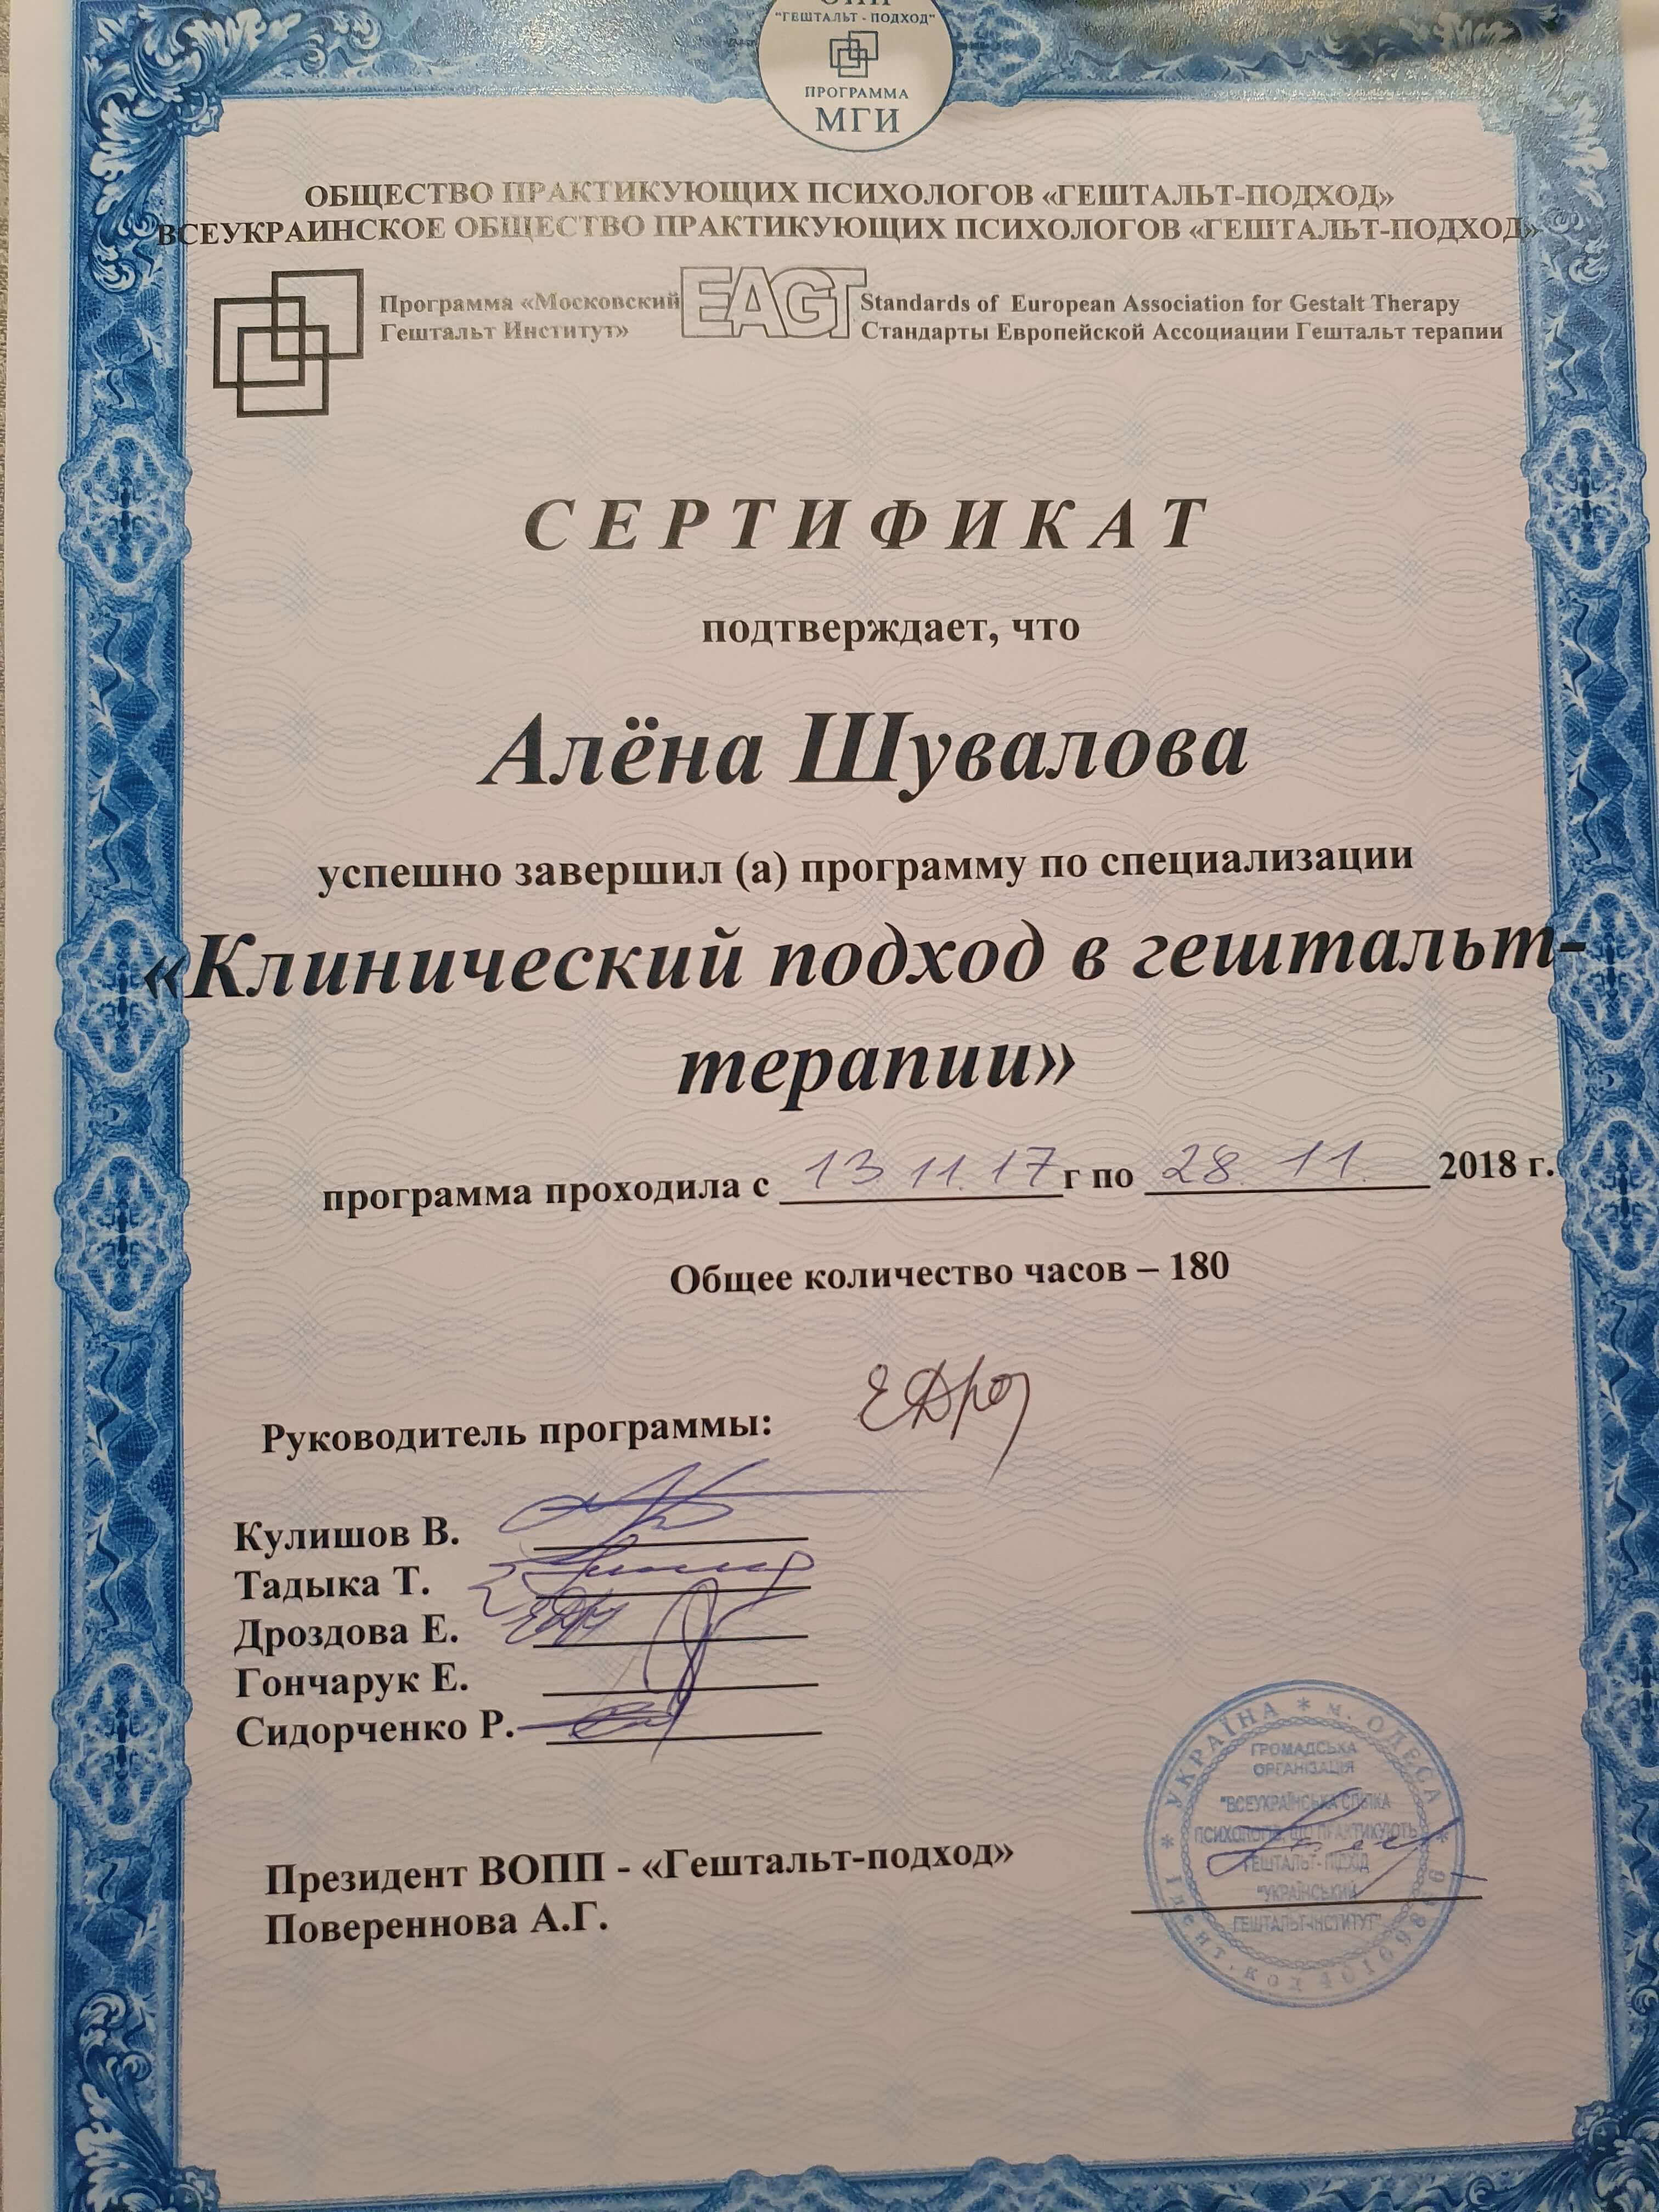 "ГЕШТАЛЬТ - ПОДХОД"
ПРОГРАММА
МГИ
ОБЩЕСТВО ПРАКТИКУЮЩИХ ПСИХОЛОГОВ «ГЕШТАЛЬТ-ПОДХОД»
ВСЕУКРАИНСКОЕ ОБЩЕСТВО ПРАКТИКУЮЩИХ ПСИХОЛОГОВ «ГЕШТАЛЬТ-ПОДХОД»
Программа «Московский
Гештальт Институт»
EAGT
Standards of European Association for Gestalt Therapy
Стандарты Европейской Ассоциации Гештальт терапии
СЕРТИФИКАТ
подтверждает, что
Алёна Шувалова
успешно завершил (а) программу по специализации
«Клинический подход в гештальт-
терапии»
программа проходила с 13 11. 17 г по 28. 11. 2018 г.
Общее количество часов – 180
Руководитель программы:
Кулишов В.
Тадыка Т.
Дроздова Е.
Гончарук Е.
Сидорченко Р.
Президент ВОПП - «Гештальт-подход»
Повереннова А.Г.
* УКРАЇНА * м. ОДЕСА *
ГРОМАДСЬКА
ОРГАНІЗАЦІЯ
"ВСЕУКРАЇНСЬКА СПІЛКА
ПСИХОЛОГІВ, ЩО ПРАКТИКУЮТЬ
ГЕШТАЛЬТ- ПІДХІД
"УКРАЇНСЬКИЙ
ГЕШТАЛЬТ-ІНСТИТУТ"